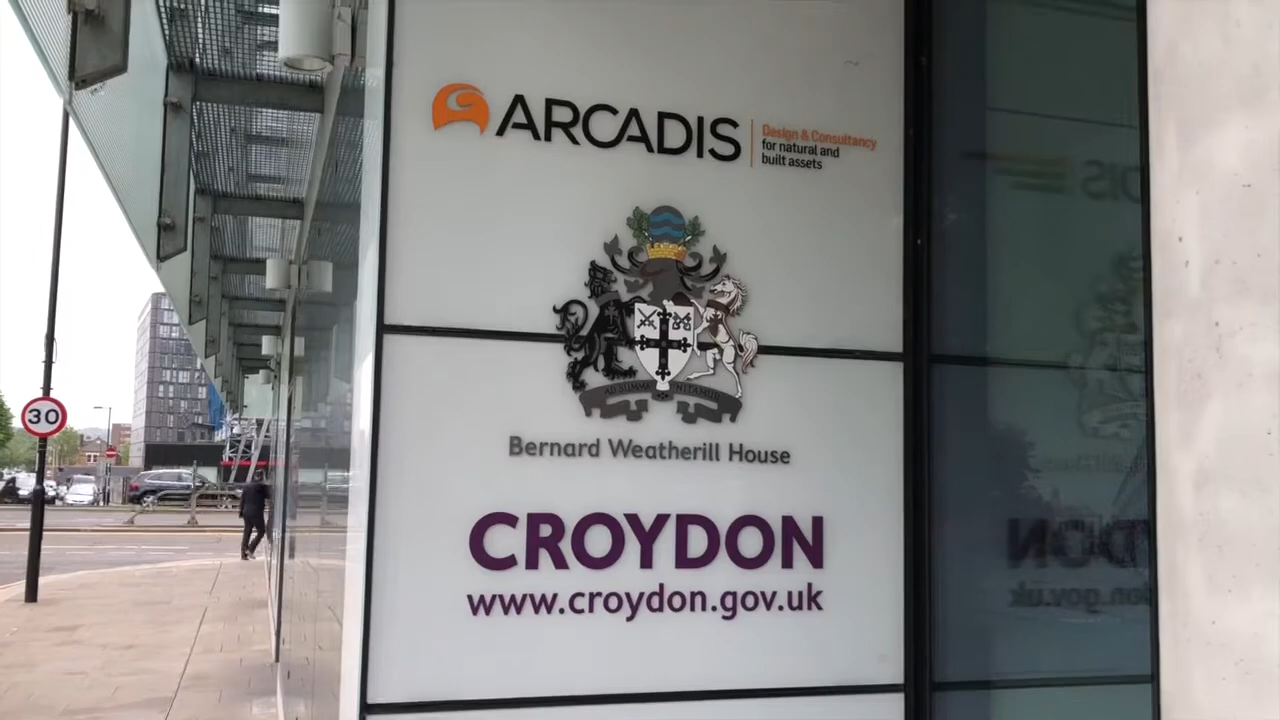 ARCADIS
Design & Consultancy
for natural and
built assets
AD SUMMA NITAMUR
Bernard Weatherill House
CROYDON
www.croydon.gov.uk
30